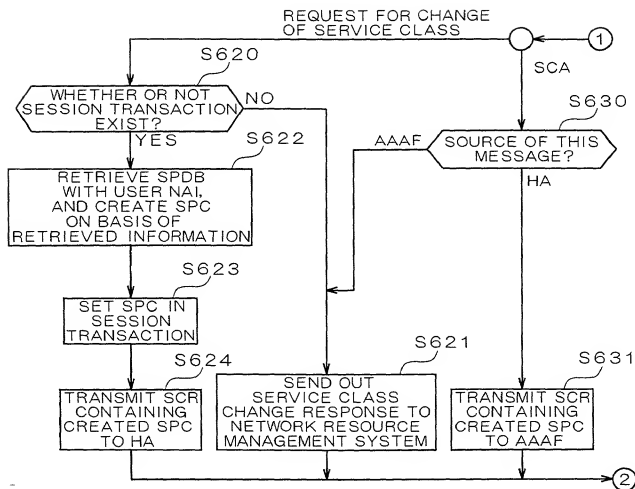 REQUEST FOR CHANGE
OF SERVICE CLASS
1
S620
SCA
WHETHER OR NOT
SESSION TRANSACTION
EXIST?
NO
YES
S630
AAAF
SOURCE OF THIS
MESSAGE?
HA
S622
RETRIEVE SPDB
WITH USER NAI,
AND CREATE SPC
ON BASIS OF
RETRIEVED INFORMATION
S623
SET SPC IN
SESSION
TRANSACTION
S624
TRANSMIT SCR
CONTAINING
CREATED SPC
TO HA
S621
SEND OUT
SERVICE CLASS
CHANGE RESPONSE TO
NETWORK RESOURCE
MANAGEMENT SYSTEM
S631
TRANSMIT SCR
CONTAINING
CREATED SPC
TO AAAF
2